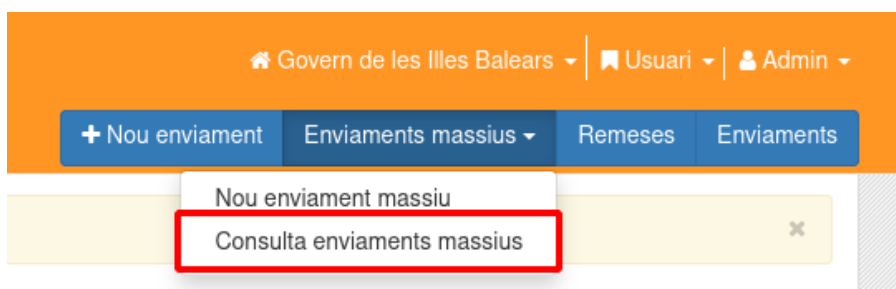 Govern de les Illes Balears Usuari Admin
Nou enviament Enviaments massius Remeses Enviaments
Nou enviament massiu
Consulta enviaments massius